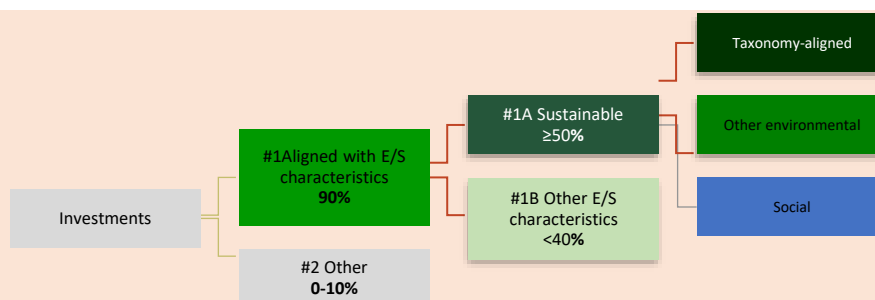 Investments
#1Aligned with E/S
characteristics
90%
#2 Other
0-10%
#1A Sustainable
≥50%
#1B Other E/S
characteristics
<40%
Taxonomy-aligned
Other environmental
Social